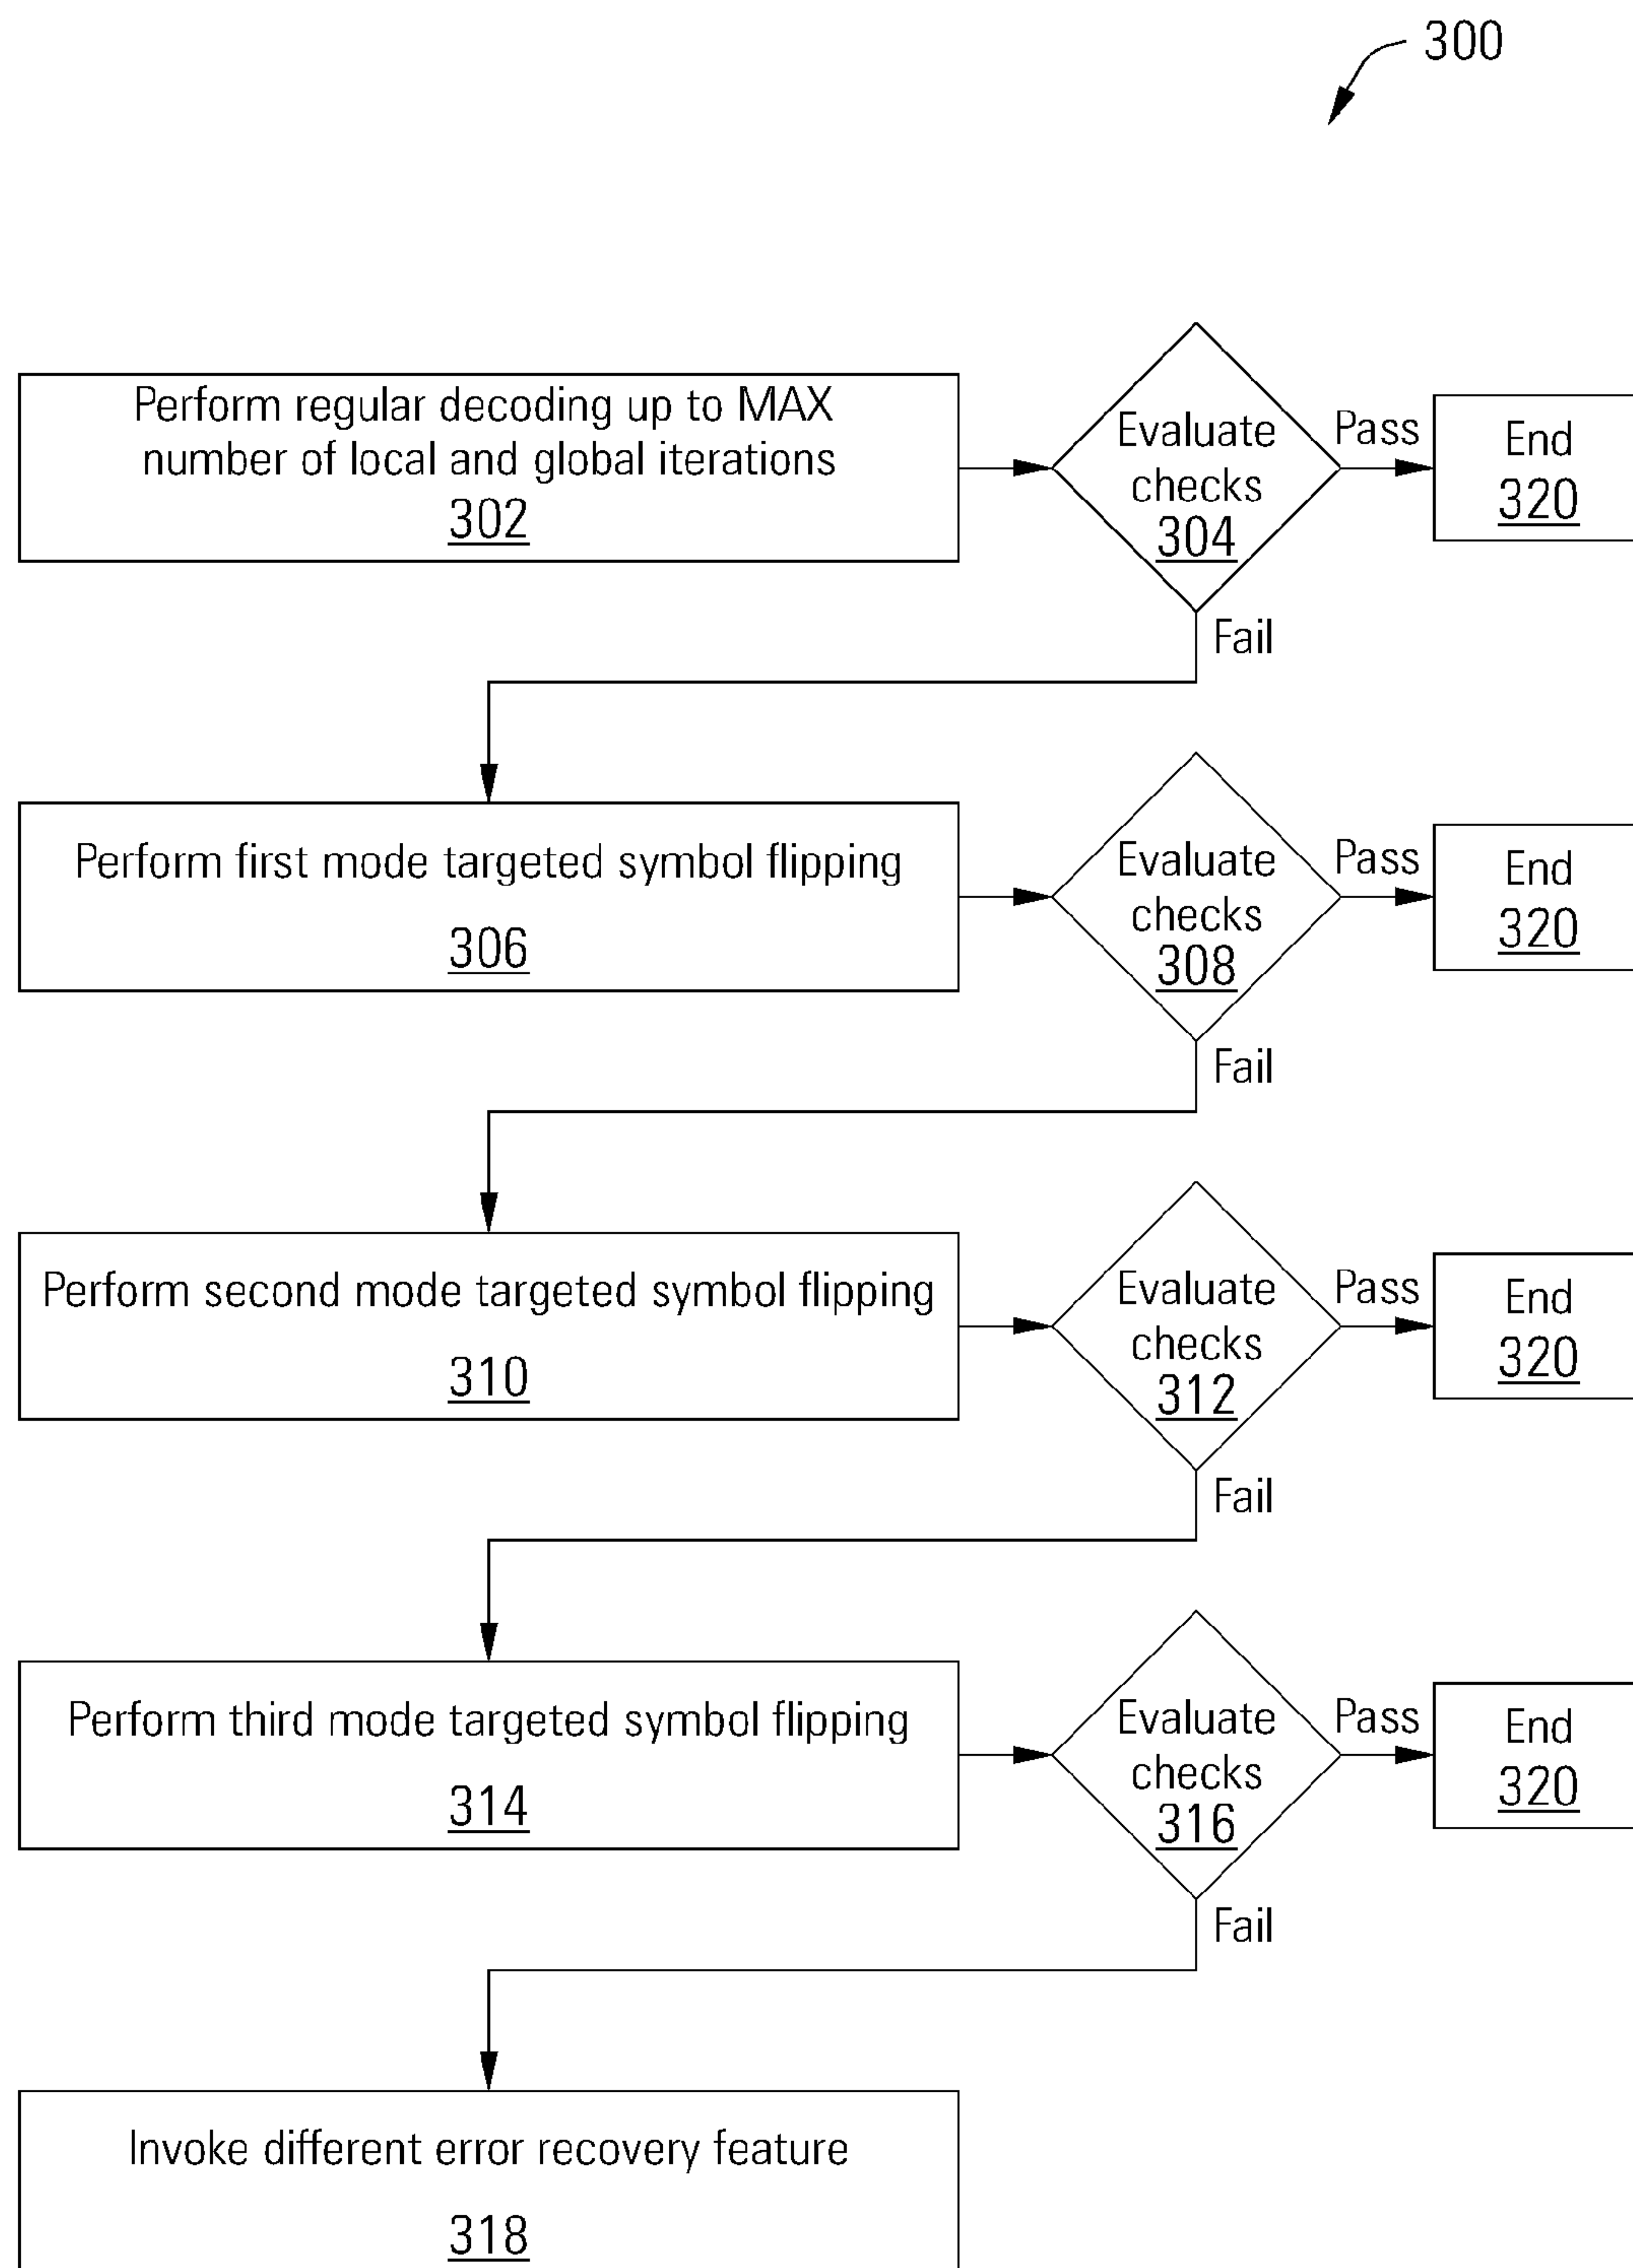 300
Perform regular decoding up to MAX
number of local and global iterations
302
Evaluate
checks
304
Pass
End
320
Fail
Perform first mode targeted symbol flipping
306
Evaluate
checks
308
Pass
End
320
Fail
Perform second mode targeted symbol flipping
310
Evaluate
checks
312
Pass
End
320
Fail
Perform third mode targeted symbol flipping
314
Evaluate
checks
316
Pass
End
320
Fail
Invoke different error recovery feature
318